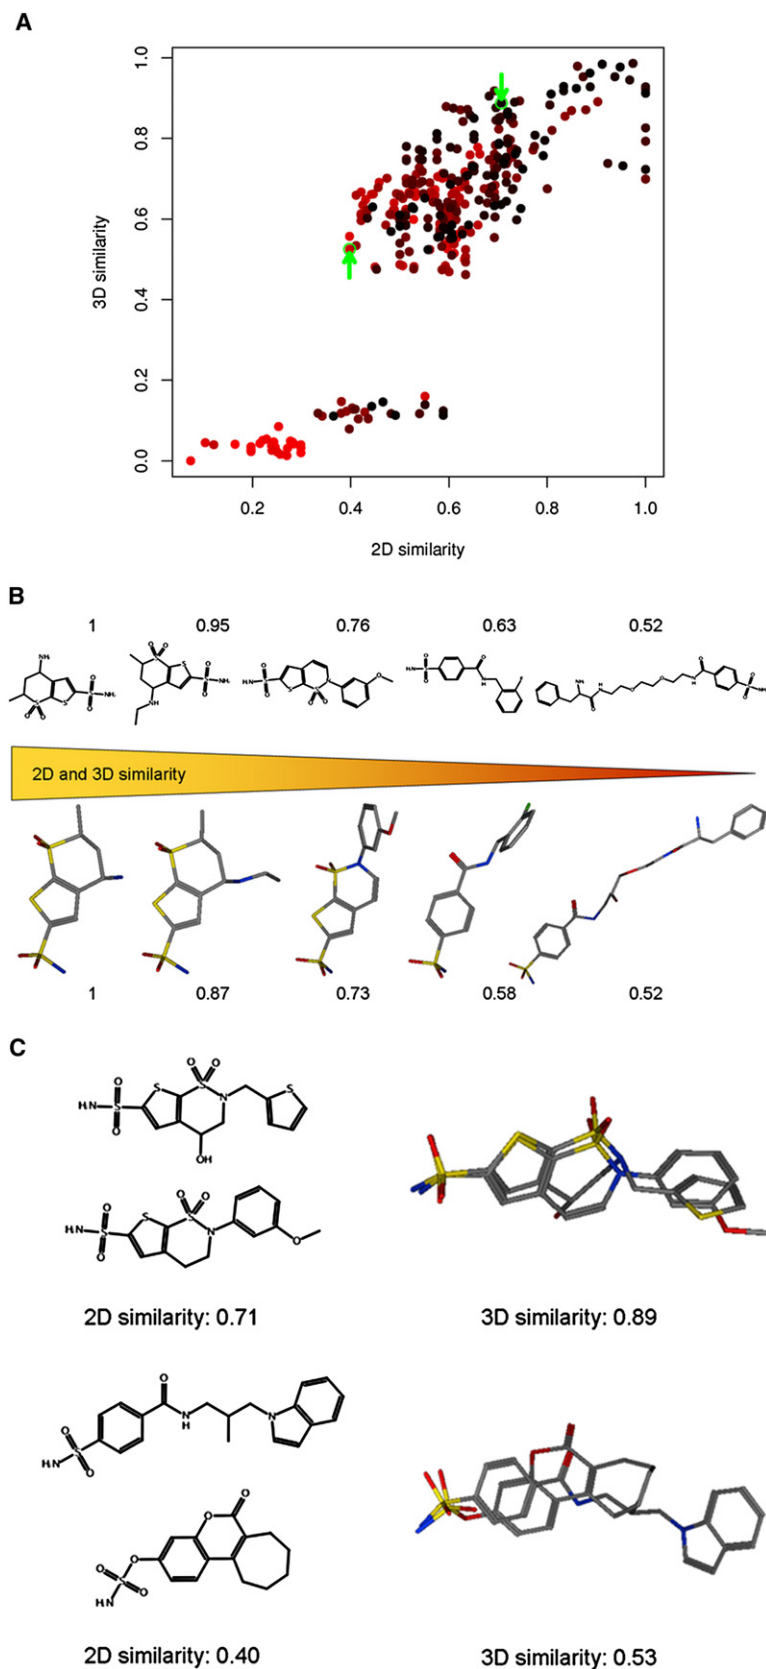 A
1.0
0.8
0.6
0.4
0.2
0.0
3D similarity
0.2 0.4 0.6 0.8 1.0
2D similarity
B
1 0.95 0.76 0.63 0.52
2D and 3D similarity
1 0.87 0.73 0.58 0.52
C
2D similarity: 0.71 3D similarity: 0.89
2D similarity: 0.40 3D similarity: 0.53